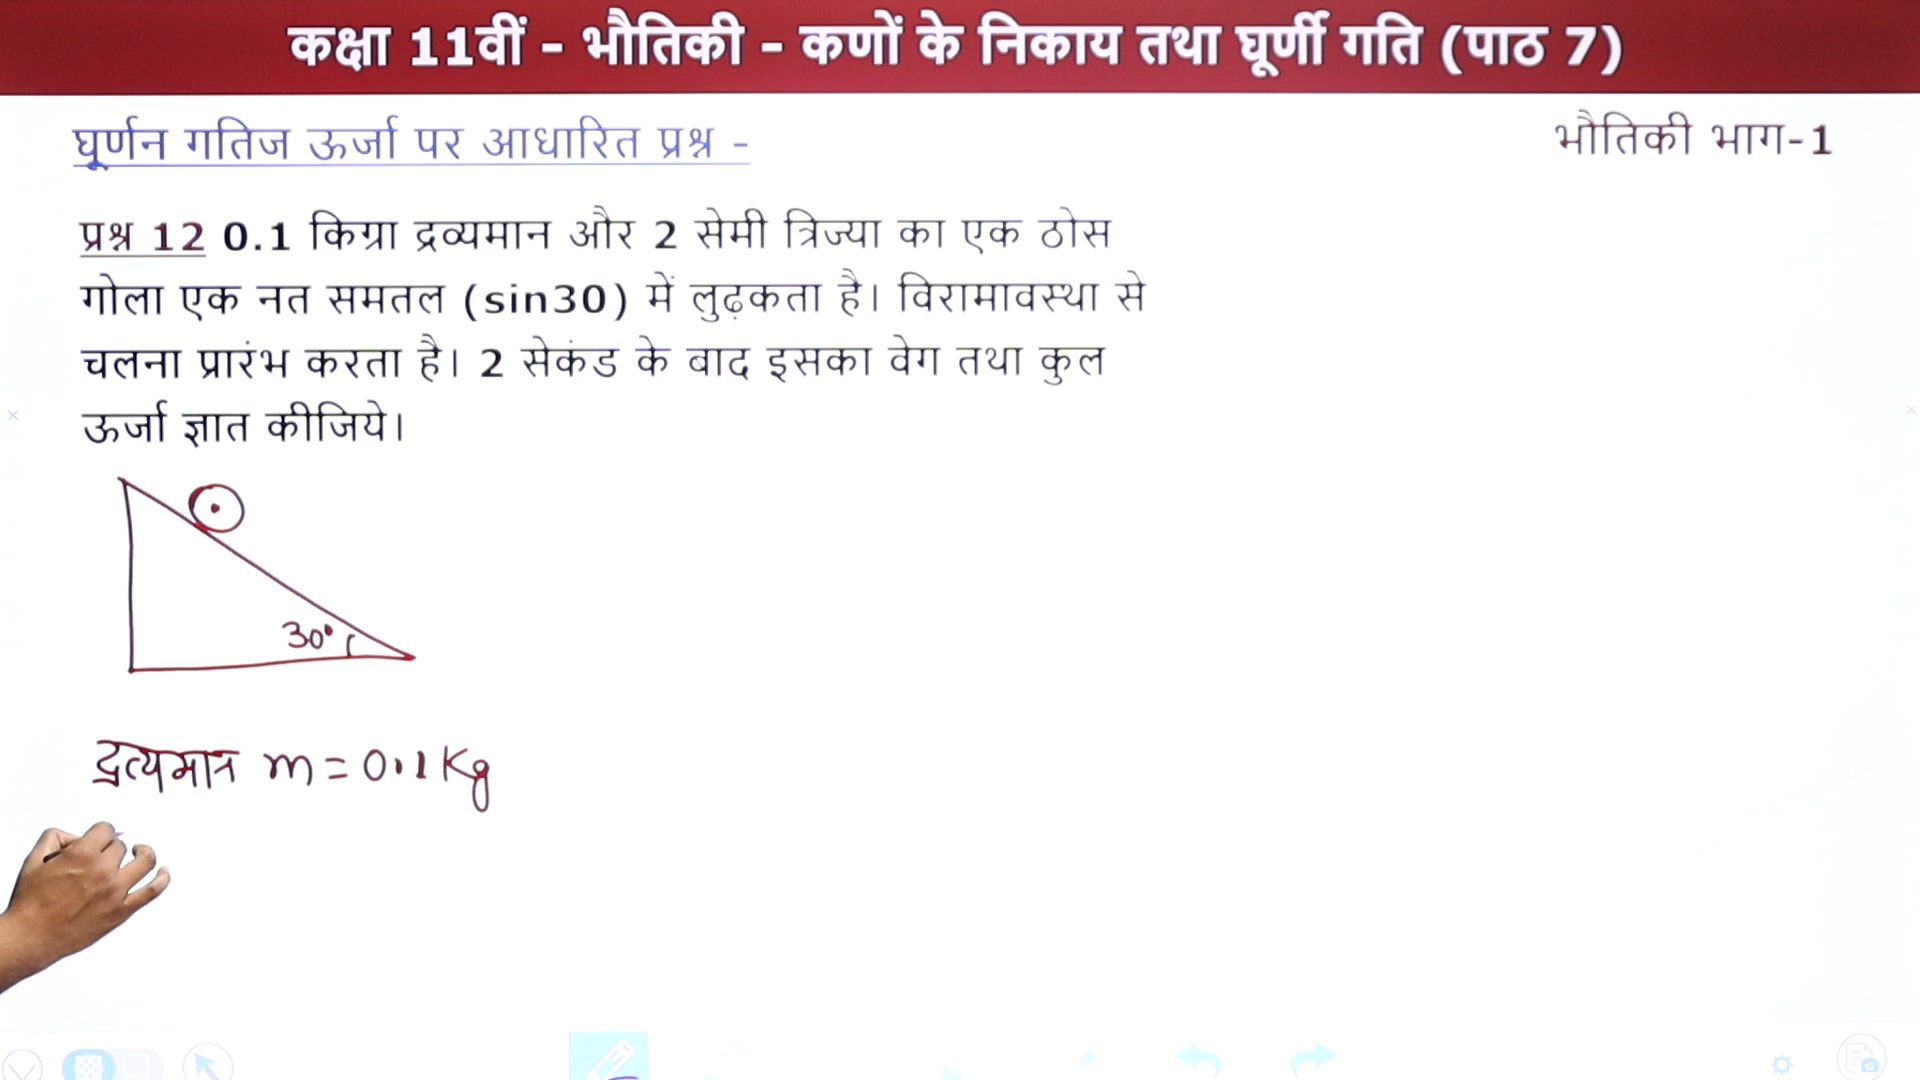 कक्षा 11वीं - भौतिकी - कणों के निकाय तथा घूर्णी गति (पाठ 7)
घूर्णन गतिज ऊर्जा पर आधारित प्रश्न -
भौतिकी भाग-1
प्रश्न 12 0.1 किग्रा द्रव्यमान और 2 सेमी त्रिज्या का एक ठोस
गोला एक नत समतल (sin30) में लुढ़कता है। विरामावस्था से
चलना प्रारंभ करता है। 2 सेकंड के बाद इसका वेग तथा कुल
ऊर्जा ज्ञात कीजिये।
30°
द्रव्यमान m = 0.1 Kg